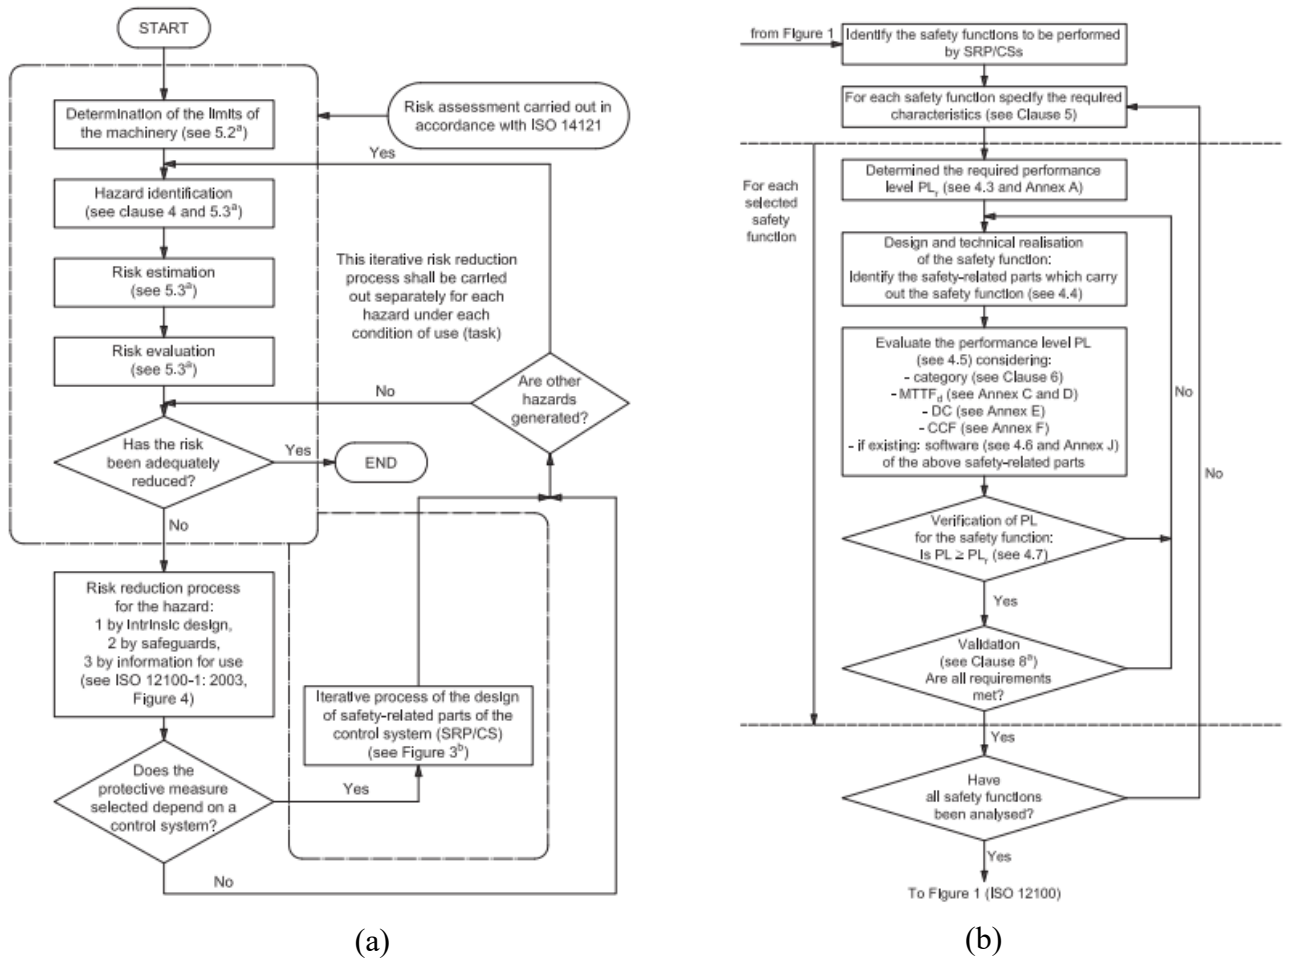 START
Determination of the limits of
the machinery (see 5.2ª)
Risk assessment carried out in
accordance with ISO 14121
Yes
Hazard identification
(see clause 4 and 5.3ª)
This iterative risk reduction
process shall be carried
out separately for each
hazard under each
condition of use (task)
Risk estimation
(see 5.3ª)
Risk evaluation
(see 5.3ª)
No
Are other
hazards
generated?
Has the risk
been adequately
reduced?
Yes
END
No
Risk reduction process
for the hazard:
1 by intrinsic design,
2 by safeguards,
3 by information for use
(see ISO 12100-1: 2003,
Figure 4)
Iterative process of the design
of safety-related parts of the
control system (SRP/CS)
(see Figure 3ᵇ)
Does the
protective measure
selected depend on a
control system?
Yes
No
(a)
from Figure 1
Identify the safety functions to be performed
by SRP/CSs
For each safety function specify the required
characteristics (see Clause 5)
For each
selected
safety
function
Determined the required performance
level PLr (see 4.3 and Annex A)
Design and technical realisation
of the safety function:
Identify the safety-related parts which carry
out the safety function (see 4.4)
Evaluate the performance level PL
(see 4.5) considering:
- category (see Clause 6)
- MTTFd (see Annex C and D)
- DC (see Annex E)
- CCF (see Annex F)
- if existing: software (see 4.6 and Annex J)
of the above safety-related parts
No
No
Verification of PL
for the safety function:
Is PL ≥ PLr (see 4.7)
Yes
Validation
(see Clause 8ª)
Are all requirements
met?
Yes
Have
all safety functions
been analysed?
Yes
To Figure 1 (ISO 12100)
(b)